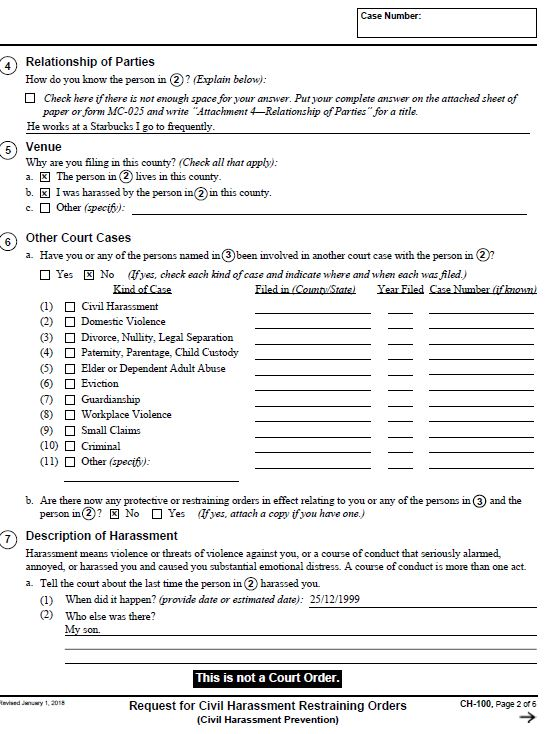 Case Number:
4 Relationship of Parties
How do you know the person in 2? (Explain below):
Check here if there is not enough space for your answer. Put your complete answer on the attached sheet of
paper or form MC-025 and write "Attachment 4—Relationship of Parties" for a title.
He works at a Starbucks I go to frequently.
5 Venue
Why are you filing in this county? (Check all that apply):
a. x The person in 2 lives in this county.
b. x I was harassed by the person in 2 in this county.
c. Other (specify):
6 Other Court Cases
a. Have you or any of the persons named in 3 been involved in another court case with the person in 2?
Yes x No (If yes, check each kind of case and indicate where and when each was filed.)
Kind of Case Filed in (County/State) Year Filed Case Number (if known)
(1) Civil Harassment
(2) Domestic Violence
(3) Divorce, Nullity, Legal Separation
(4) Paternity, Parentage, Child Custody
(5) Elder or Dependent Adult Abuse
(6) Eviction
(7) Guardianship
(8) Workplace Violence
(9) Small Claims
(10) Criminal
(11) Other (specify):
b. Are there now any protective or restraining orders in effect relating to you or any of the persons in 3 and the
person in 2? x No Yes (If yes, attach a copy if you have one.)
7 Description of Harassment
Harassment means violence or threats of violence against you, or a course of conduct that seriously alarmed,
annoyed, or harassed you and caused you substantial emotional distress. A course of conduct is more than one act.
a. Tell the court about the last time the person in 2 harassed you.
(1) When did it happen? (provide date or estimated date): 25/12/1999
(2) Who else was there?
My son.
This is not a Court Order.
Revised January 1, 2018 Request for Civil Harassment Restraining Orders CH-100, Page 2 of 6
(Civil Harassment Prevention)